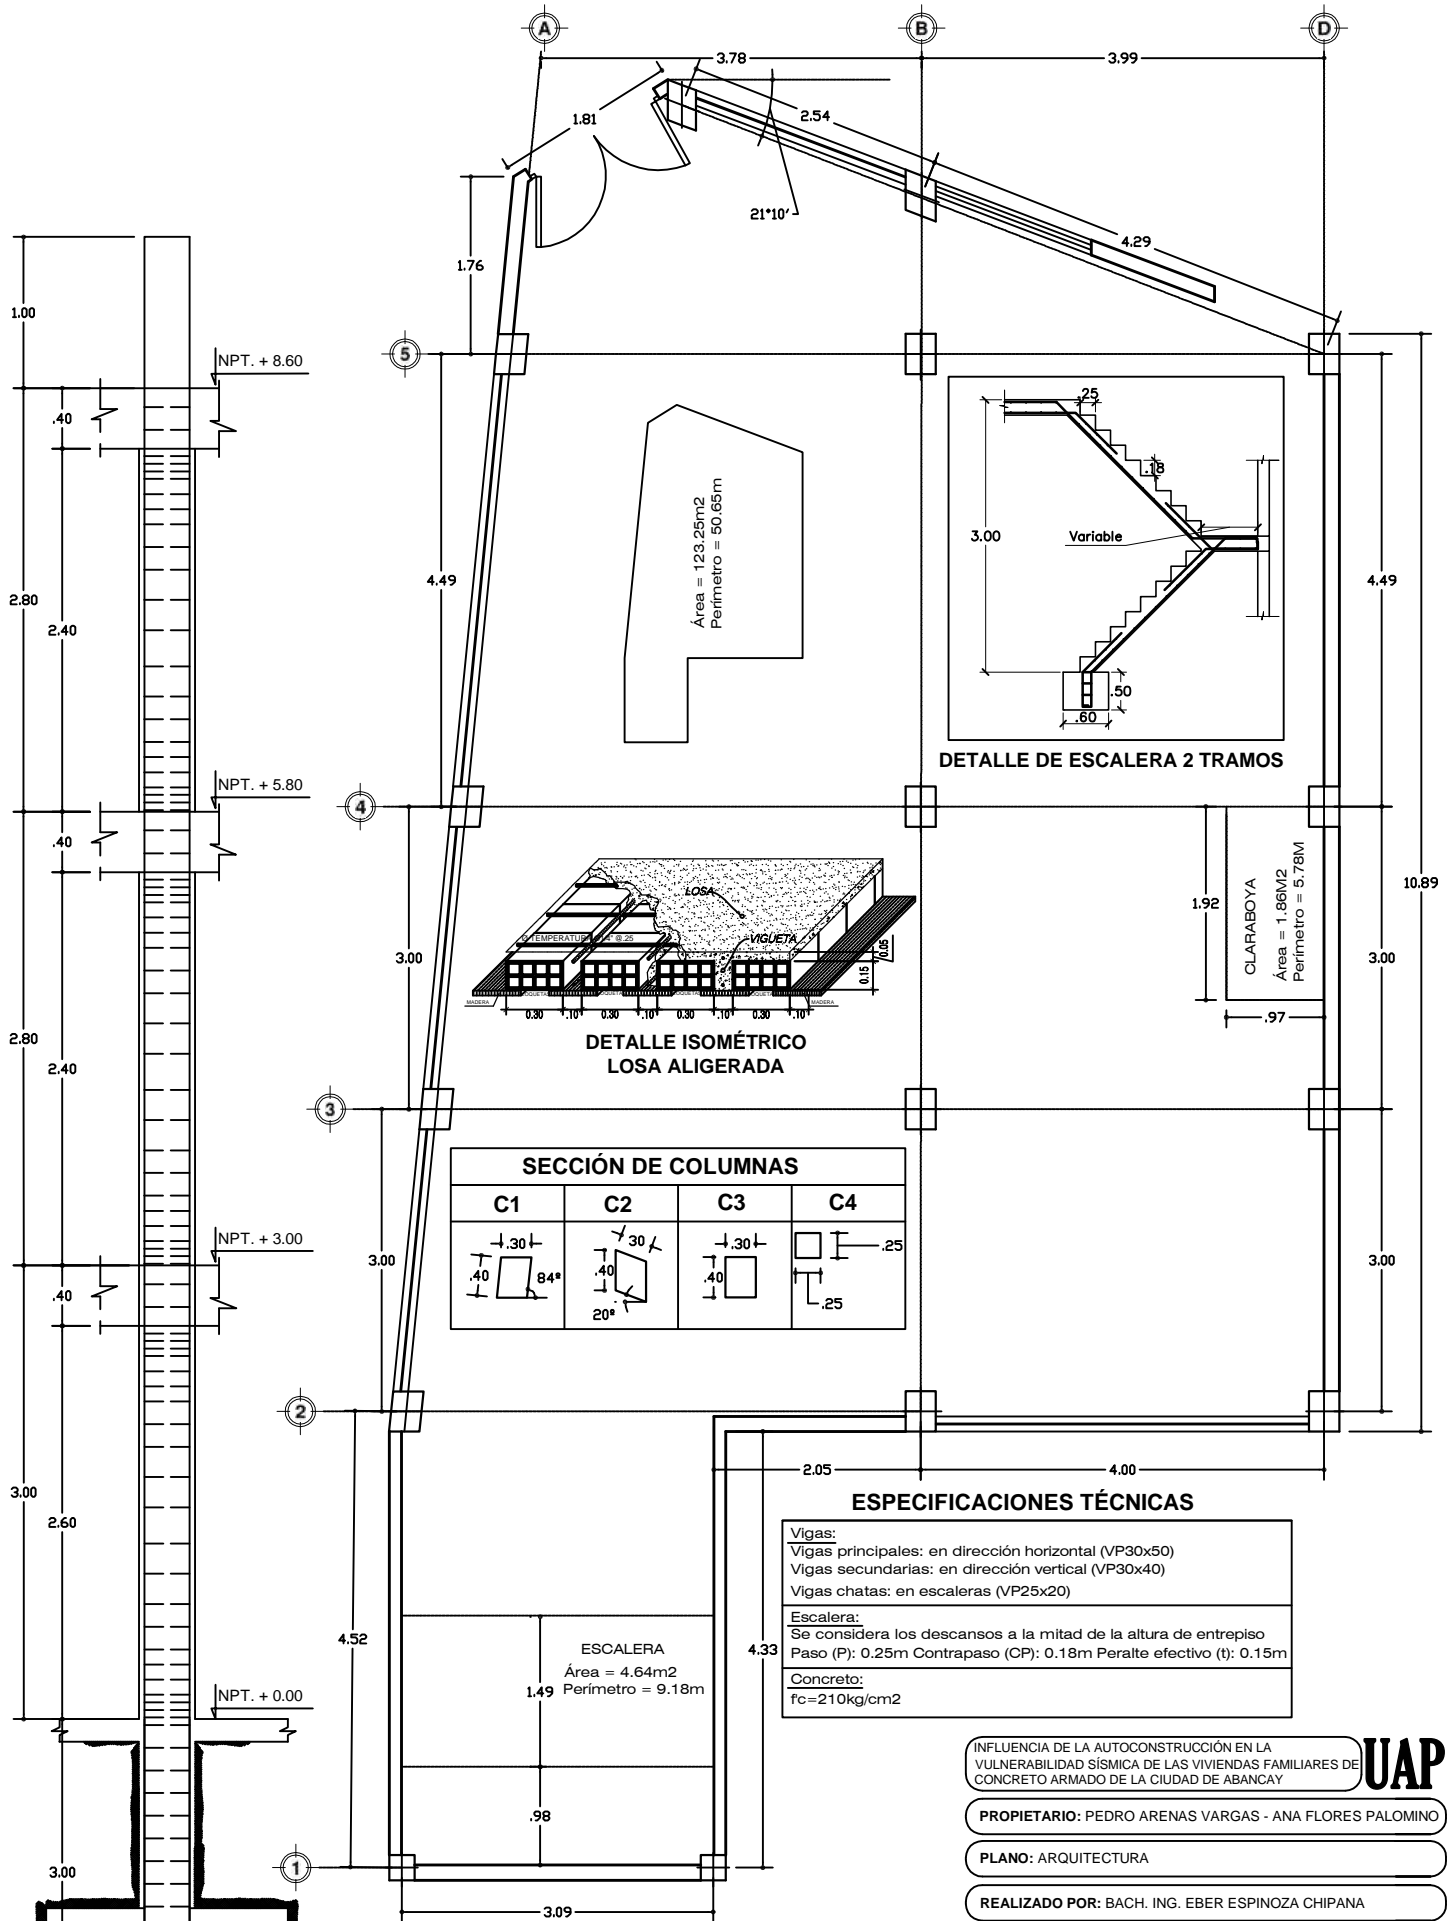 A
B
D
3.78
3.99
1.81
2.54
21°10'
4.29
1.76
1.00
NPT. + 8.60
.40
5
Área = 123.25m2
Perímetro = 50.65m
.25
.18
3.00
Variable
.50
.60
DETALLE DE ESCALERA 2 TRAMOS
4.49
4.49
2.80
2.40
NPT. + 5.80
.40
4
10.89
1.92
CLARABOYA
Área = 1.86M2
Perímetro = 5.78M
.97
3.00
3.00
LOSA
VIGUETA
TEMPERATURA
@.25
0.05
0.15
MADERA
MADERA
0.30
.10
0.30
.10
0.30
.10
0.30
.10
DETALLE ISOMÉTRICO
LOSA ALIGERADA
2.80
2.40
3
SECCIÓN DE COLUMNAS
C1
C2
C3
C4
.30
.40
84º
30
.40
20º
.30
.40
.25
.25
3.00
3.00
NPT. + 3.00
.40
2
2.05
4.00
3.00
2.60
ESPECIFICACIONES TÉCNICAS
Vigas:
Vigas principales: en dirección horizontal (VP30x50)
Vigas secundarias: en dirección vertical (VP30x40)
Vigas chatas: en escaleras (VP25x20)
Escalera:
Se considera los descansos a la mitad de la altura de entrepiso
Paso (P): 0.25m Contrapaso (CP): 0.18m Peralte efectivo (t): 0.15m
Concreto:
f'c=210kg/cm2
4.52
4.33
ESCALERA
Área = 4.64m2
Perímetro = 9.18m
1.49
.98
NPT. + 0.00
3.00
1
3.09
INFLUENCIA DE LA AUTOCONSTRUCCIÓN EN LA
VULNERABILIDAD SÍSMICA DE LAS VIVIENDAS FAMILIARES DE
CONCRETO ARMADO DE LA CIUDAD DE ABANCAY
UAP
PROPIETARIO: PEDRO ARENAS VARGAS - ANA FLORES PALOMINO
PLANO: ARQUITECTURA
REALIZADO POR: BACH. ING. EBER ESPINOZA CHIPANA